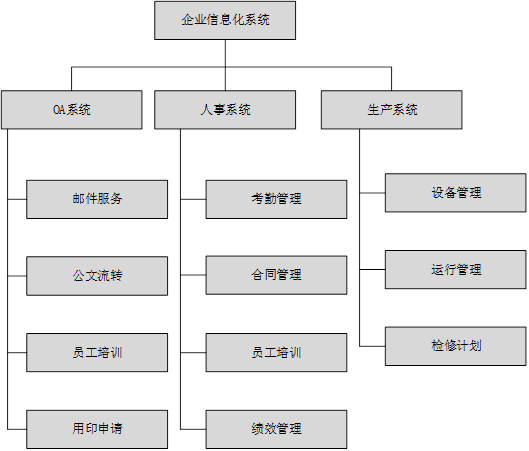 企业信息化系统
OA系统
人事系统
生产系统
邮件服务
考勤管理
设备管理
公文流转
合同管理
运行管理
员工培训
员工培训
检修计划
用印申请
绩效管理